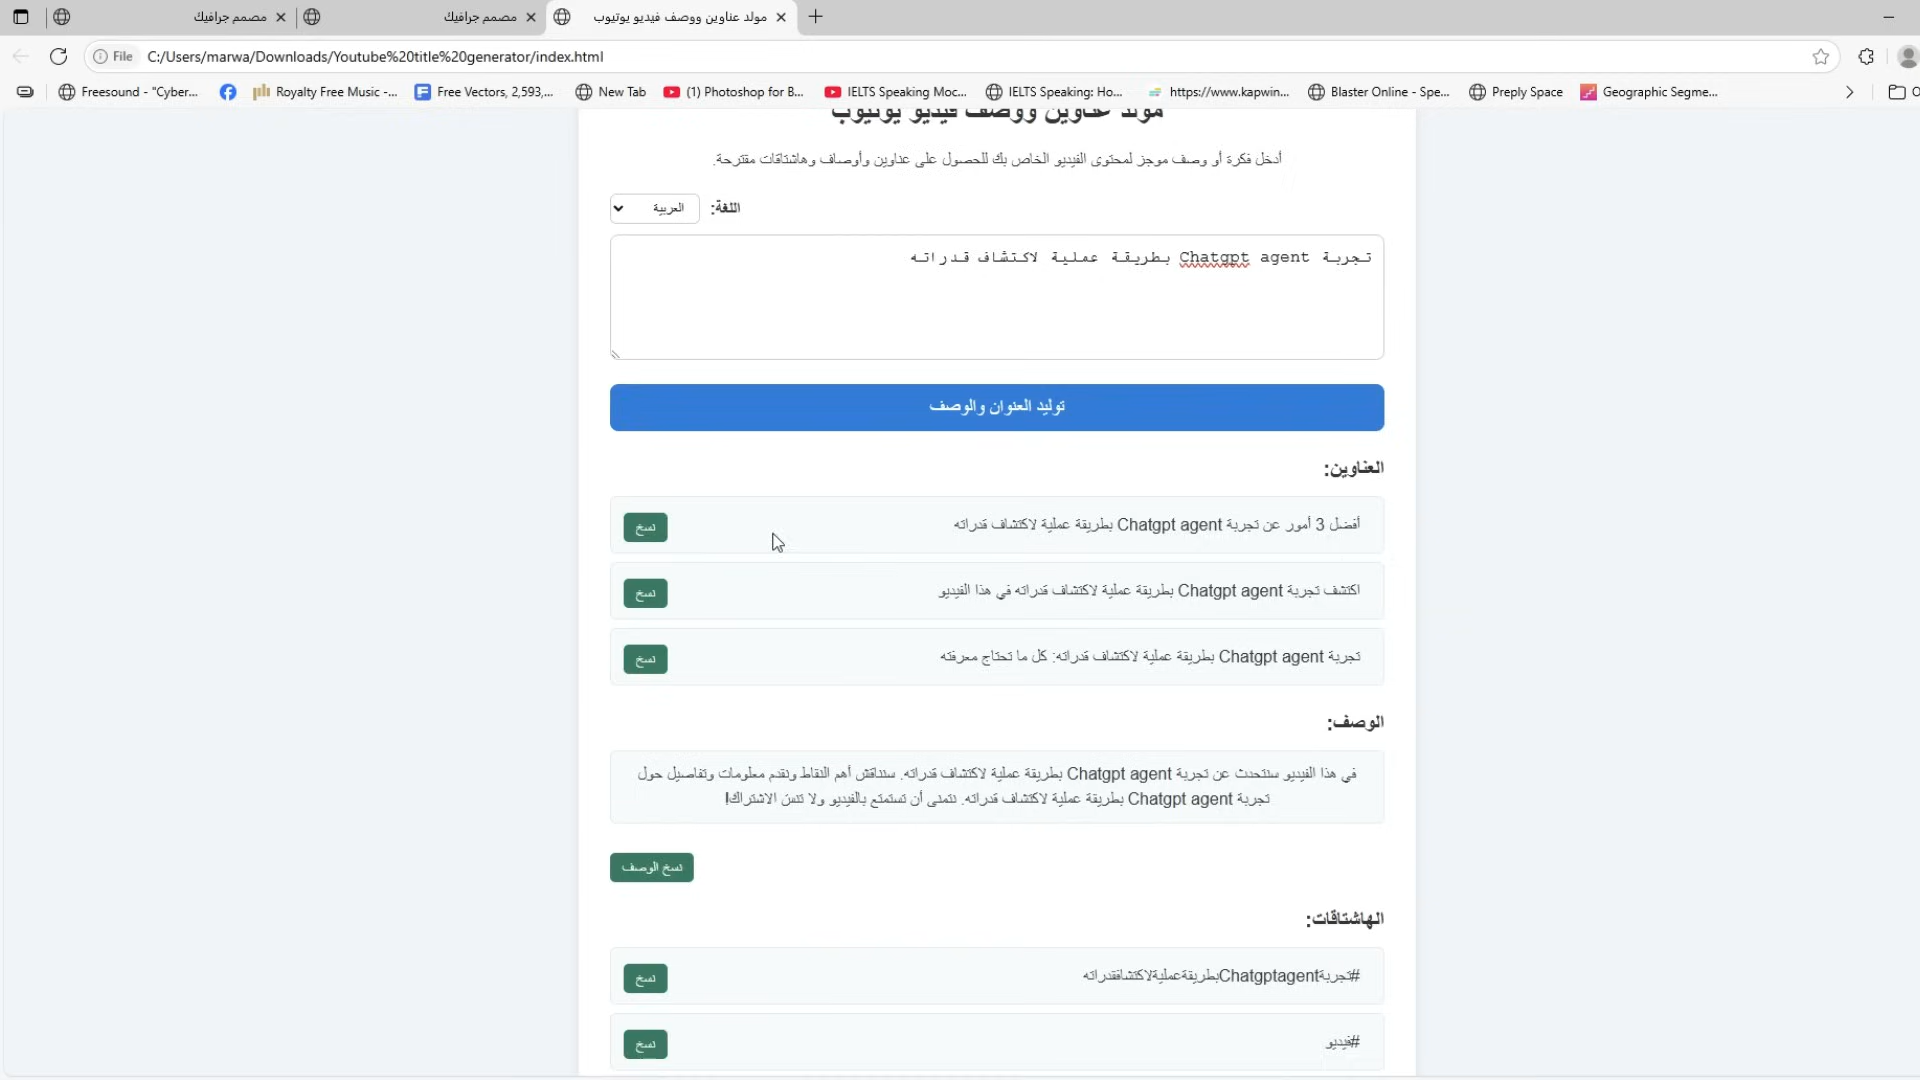 مصمم جرافيك
مصمم جرافيك
مولد عناوين ووصف فيديو يوتيوب
File
C:/Users/marwa/Downloads/Youtube%20title%20generator/index.html
Freesound - "Cyber...
Royalty Free Music -...
Free Vectors, 2,593,...
New Tab
(1) Photoshop for B...
IELTS Speaking Moc...
IELTS Speaking: Ho...
https://www.kapwin...
Blaster Online - Spe...
Preply Space
Geographic Segme...
مولد عناوين ووصف فيديو يوتيوب
أدخل فكرة أو وصف موجز لمحتوى الفيديو الخاص بك للحصول على عناوين وأوصاف وهاشتاقات مقترحة.
اللغة:
العربية
تجربة Chatgpt agent بطريقة عملية لاكتشاف قدراته
توليد العنوان والوصف
العناوين:
أفضل 3 أمور عن تجربة Chatgpt agent بطريقة عملية لاكتشاف قدراته
نسخ
اكتشف تجربة Chatgpt agent بطريقة عملية لاكتشاف قدراته في هذا الفيديو
نسخ
تجربة Chatgpt agent بطريقة عملية لاكتشاف قدراته: كل ما تحتاج معرفته
نسخ
الوصف:
في هذا الفيديو سنتحدث عن تجربة Chatgpt agent بطريقة عملية لاكتشاف قدراته. سنناقش أهم النقاط ونقدم معلومات وتفاصيل حول
تجربة Chatgpt agent بطريقة عملية لاكتشاف قدراته. نتمنى أن تستمتع بالفيديو ولا تنسَ الاشتراك!
نسخ الوصف
الهاشتاقات:
#تجربةChatgptagentبطريقةعمليةلاكتشافقدراته
نسخ
#فيديو
نسخ